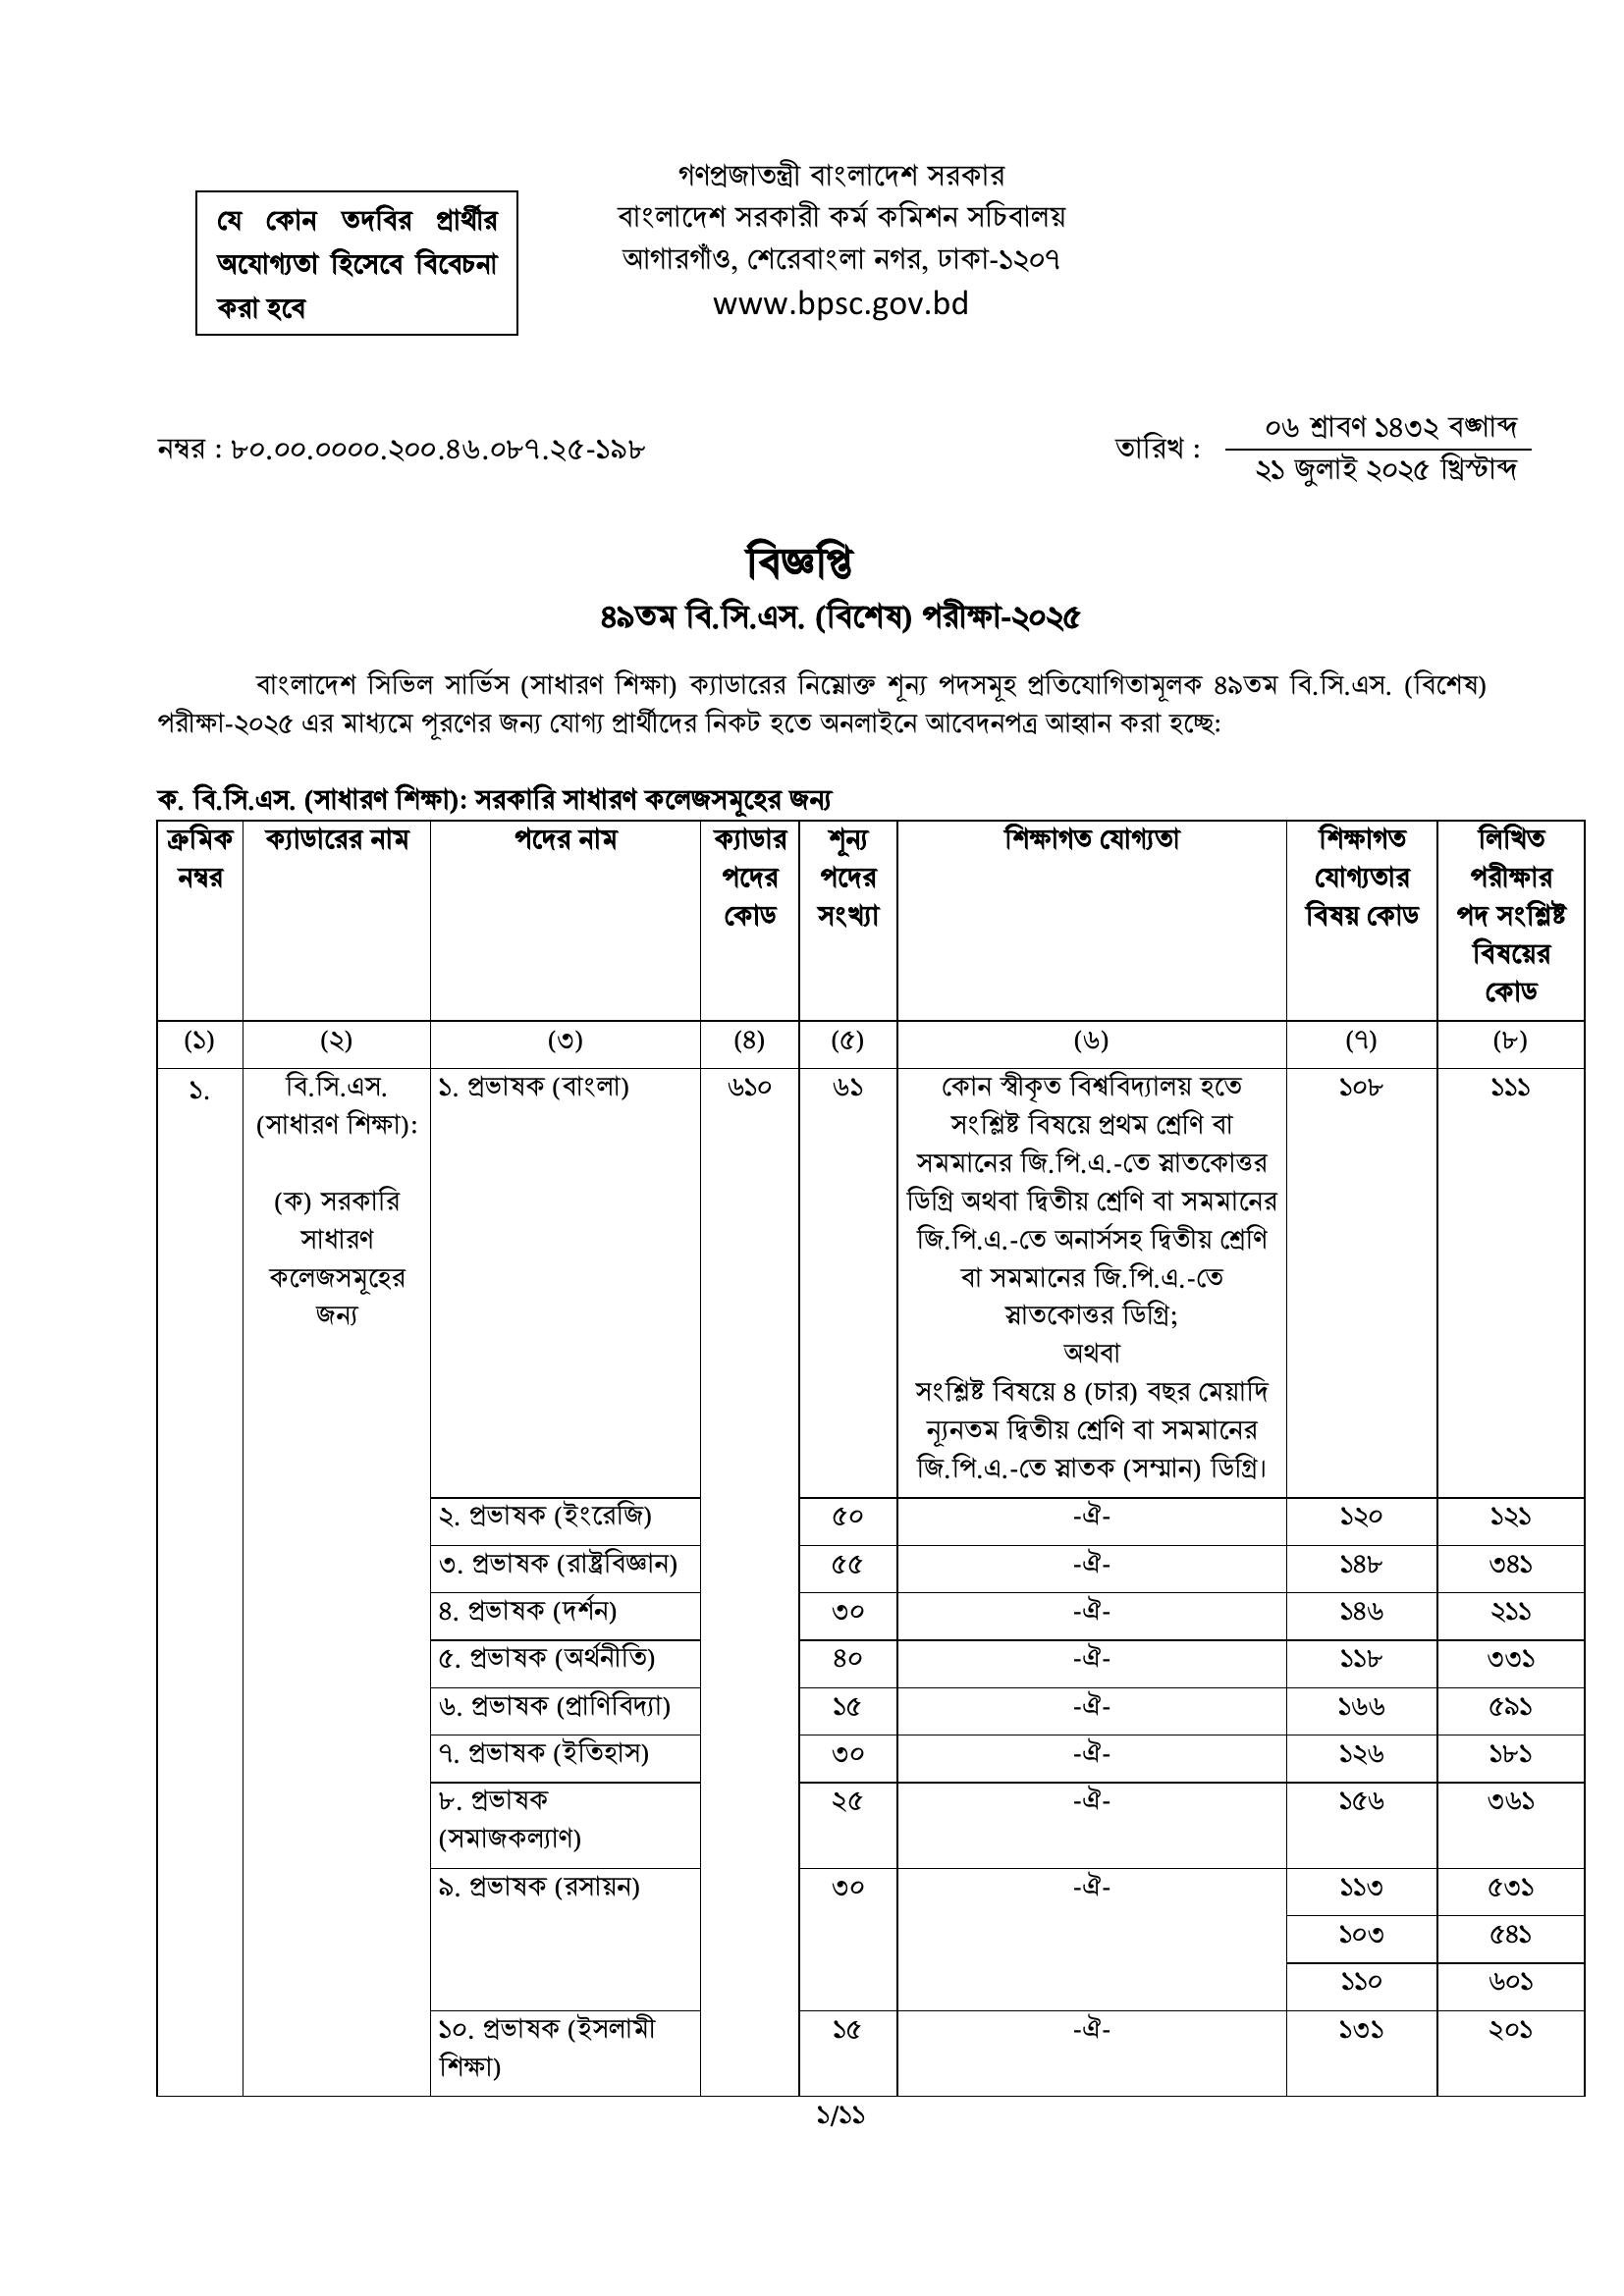 যে কোন তদবির প্রার্থীর
অযোগ্যতা হিসেবে বিবেচনা
করা হবে
গণপ্রজাতন্ত্রী বাংলাদেশ সরকার
বাংলাদেশ সরকারী কর্ম কমিশন সচিবালয়
আগারগাঁও, শেরেবাংলা নগর, ঢাকা-১২০৭
www.bpsc.gov.bd
নম্বর : ৮০.০০.০০০০.২০০.৪৬.০৮৭.২৫-১৯৮
তারিখ :
০৬ শ্রাবণ ১৪৩২ বঙ্গাব্দ
২১ জুলাই ২০২৫ খ্রিস্টাব্দ
বিজ্ঞপ্তি
৪৯তম বি.সি.এস. (বিশেষ) পরীক্ষা-২০২৫
বাংলাদেশ সিভিল সার্ভিস (সাধারণ শিক্ষা) ক্যাডারের নিম্নোক্ত শূন্য পদসমূহ প্রতিযোগিতামূলক ৪৯তম বি.সি.এস. (বিশেষ)
পরীক্ষা-২০২৫ এর মাধ্যমে পূরণের জন্য যোগ্য প্রার্থীদের নিকট হতে অনলাইনে আবেদনপত্র আহ্বান করা হচ্ছে:
ক. বি.সি.এস. (সাধারণ শিক্ষা): সরকারি সাধারণ কলেজসমূহের জন্য
ক্রমিক
নম্বর
ক্যাডারের নাম
পদের নাম
ক্যাডার
পদের
কোড
শূন্য
পদের
সংখ্যা
শিক্ষাগত যোগ্যতা
শিক্ষাগত
যোগ্যতার
বিষয় কোড
লিখিত
পরীক্ষার
পদ সংশ্লিষ্ট
বিষয়ের
কোড
(১) (২) (৩) (৪) (৫) (৬) (৭) (৮)
১.
বি.সি.এস.
(সাধারণ শিক্ষা):
(ক) সরকারি
সাধারণ
কলেজসমূহের
জন্য
১. প্রভাষক (বাংলা)
৬১০
৬১
কোন স্বীকৃত বিশ্ববিদ্যালয় হতে
সংশ্লিষ্ট বিষয়ে প্রথম শ্রেণি বা
সমমানের জি.পি.এ.-তে স্নাতকোত্তর
ডিগ্রি অথবা দ্বিতীয় শ্রেণি বা সমমানের
জি.পি.এ.-তে অনার্সসহ দ্বিতীয় শ্রেণি
বা সমমানের জি.পি.এ.-তে
স্নাতকোত্তর ডিগ্রি;
অথবা
সংশ্লিষ্ট বিষয়ে ৪ (চার) বছর মেয়াদি
ন্যূনতম দ্বিতীয় শ্রেণি বা সমমানের
জি.পি.এ.-তে স্নাতক (সম্মান) ডিগ্রি।
১০৮
১১১
২. প্রভাষক (ইংরেজি) ৫০ -ঐ- ১২০ ১২১
৩. প্রভাষক (রাষ্ট্রবিজ্ঞান) ৫৫ -ঐ- ১৪৮ ৩৪১
৪. প্রভাষক (দর্শন) ৩০ -ঐ- ১৪৬ ২১১
৫. প্রভাষক (অর্থনীতি) ৪০ -ঐ- ১১৮ ৩৩১
৬. প্রভাষক (প্রাণিবিদ্যা) ১৫ -ঐ- ১৬৬ ৫৯১
৭. প্রভাষক (ইতিহাস) ৩০ -ঐ- ১২৬ ১৮১
৮. প্রভাষক
(সমাজকল্যাণ)
২৫ -ঐ- ১৫৬ ৩৬১
৯. প্রভাষক (রসায়ন) ৩০ -ঐ- ১১৩ ৫৩১
১০৩ ৫৪১
১১০ ৬০১
১০. প্রভাষক (ইসলামী
শিক্ষা)
১৫ -ঐ- ১৩১ ২০১
১/১১